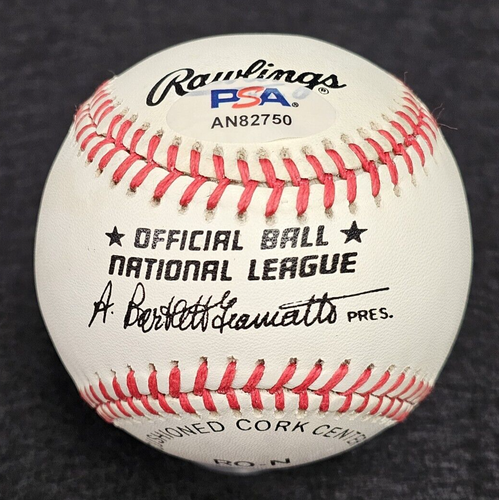 Rawlings®
PSA®
AN82750
★ OFFICIAL BALL ★
NATIONAL LEAGUE
A. Bartlett Giamatti PRES.
CUSHIONED CORK CENTER
RO-N